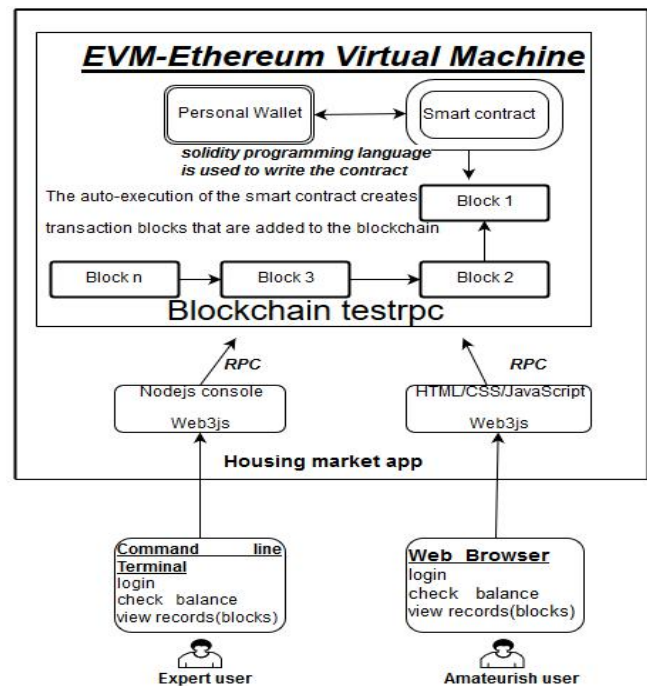 EVM-Ethereum Virtual Machine
Personal Wallet
Smart contract
solidity programming language
is used to write the contract
The auto-execution of the smart contract creates
transaction blocks that are added to the blockchain
Block 1
Block n
Block 3
Block 2
Blockchain testrpc
RPC
RPC
Nodejs console
Web3js
HTML/CSS/JavaScript
Web3js
Housing market app
Command line
Terminal
login
check balance
view records(blocks)
Web Browser
login
check balance
view records(blocks)
Expert user
Amateurish user